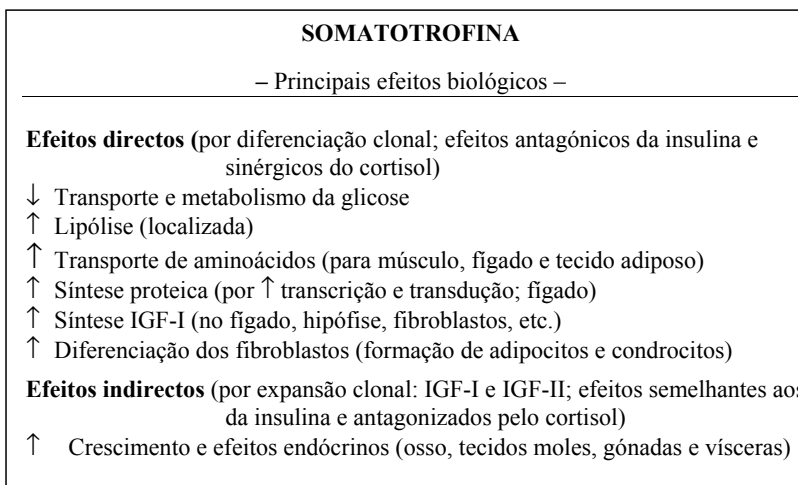 SOMATOTROFINA
– Principais efeitos biológicos –
Efeitos directos (por diferenciação clonal; efeitos antagónicos da insulina e
sinérgicos do cortisol)
↓ Transporte e metabolismo da glicose
↑ Lipólise (localizada)
↑ Transporte de aminoácidos (para músculo, fígado e tecido adiposo)
↑ Síntese proteica (por ↑ transcrição e transdução; fígado)
↑ Síntese IGF-I (no fígado, hipófise, fibroblastos, etc.)
↑ Diferenciação dos fibroblastos (formação de adipocitos e condrocitos)
Efeitos indirectos (por expansão clonal: IGF-I e IGF-II; efeitos semelhantes aos
da insulina e antagonizados pelo cortisol)
↑ Crescimento e efeitos endócrinos (osso, tecidos moles, gónadas e vísceras)